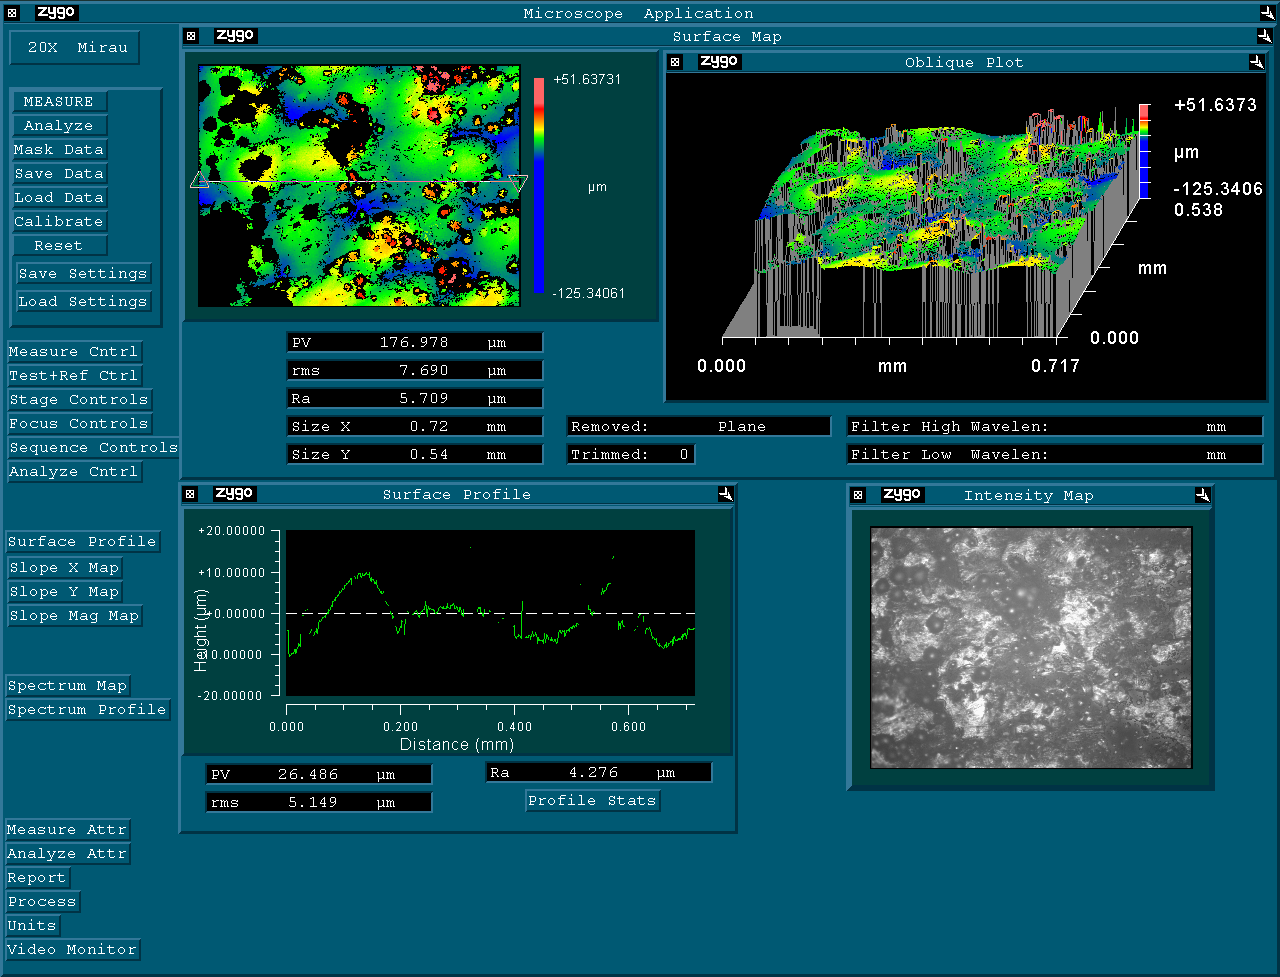 zygo Microscope Application
20X Mirau
MEASURE
Analyze
Mask Data
Save Data
Load Data
Calibrate
Reset
Save Settings
Load Settings
Measure Cntrl
Test+Ref Ctrl
Stage Controls
Focus Controls
Sequence Controls
Analyze Cntrl
Surface Profile
Slope X Map
Slope Y Map
Slope Mag Map
Spectrum Map
Spectrum Profile
Measure Attr
Analyze Attr
Report
Process
Units
Video Monitor
zygo Surface Map
+51.63731
µm
-125.34061
zygo Oblique Plot
+51.6373
µm
-125.3406
0.538
mm
0.000
0.000 mm 0.717
PV 176.978 µm
rms 7.690 µm
Ra 5.709 µm
Size X 0.72 mm
Size Y 0.54 mm
Removed: Plane
Trimmed: 0
Filter High Wavelen: mm
Filter Low Wavelen: mm
zygo Surface Profile
+20.00000
+10.00000
+0.00000
-10.00000
-20.00000
Height (µm)
0.000 0.200 0.400 0.600
Distance (mm)
PV 26.486 µm
rms 5.149 µm
Ra 4.276 µm
Profile Stats
zygo Intensity Map